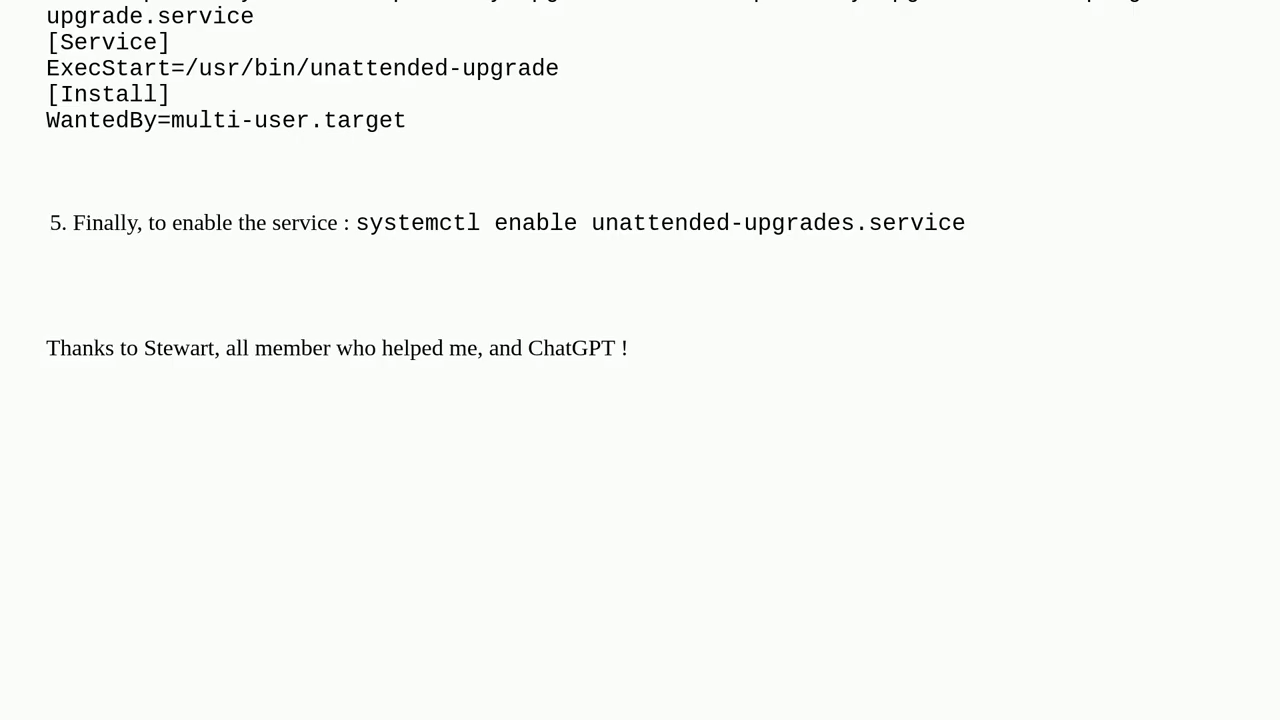 upgrade.service
[Service]
ExecStart=/usr/bin/unattended-upgrade
[Install]
WantedBy=multi-user.target
5. Finally, to enable the service : systemctl enable unattended-upgrades.service
Thanks to Stewart, all member who helped me, and ChatGPT !